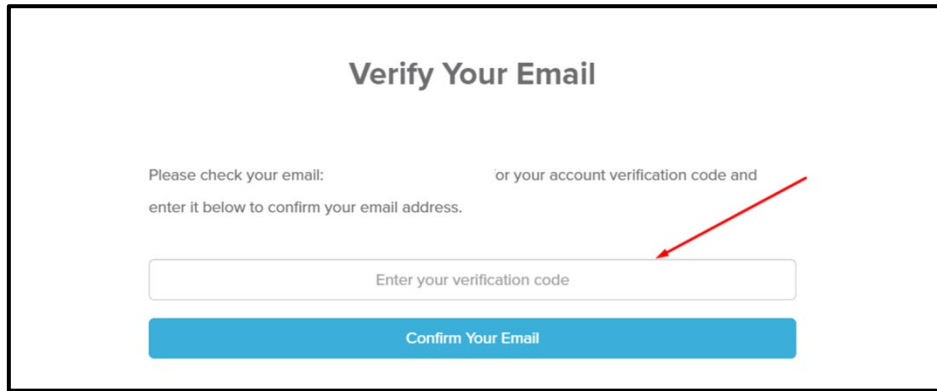 Verify Your Email
Please check your email: or your account verification code and
enter it below to confirm your email address.
Enter your verification code
Confirm Your Email